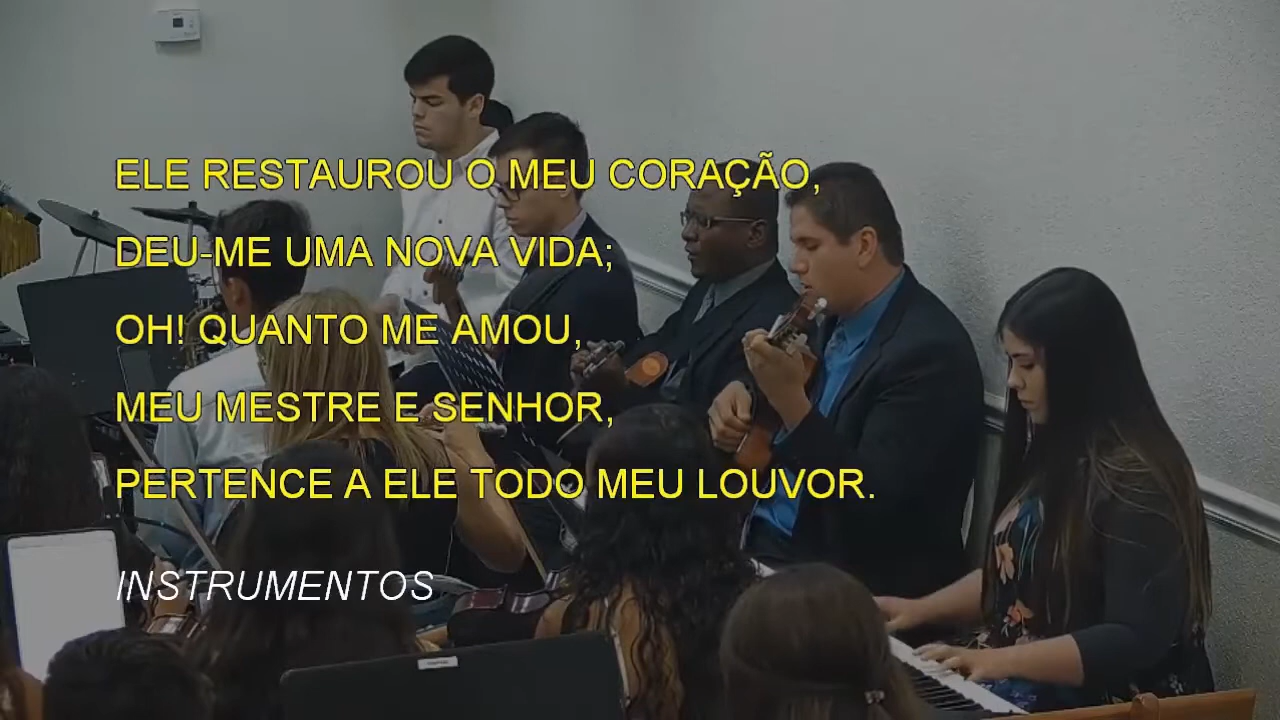 ELE RESTAUROU O MEU CORAÇÃO,
DEU-ME UMA NOVA VIDA;
OH! QUANTO ME AMOU,
MEU MESTRE E SENHOR,
PERTENCE A ELE TODO MEU LOUVOR.
INSTRUMENTOS